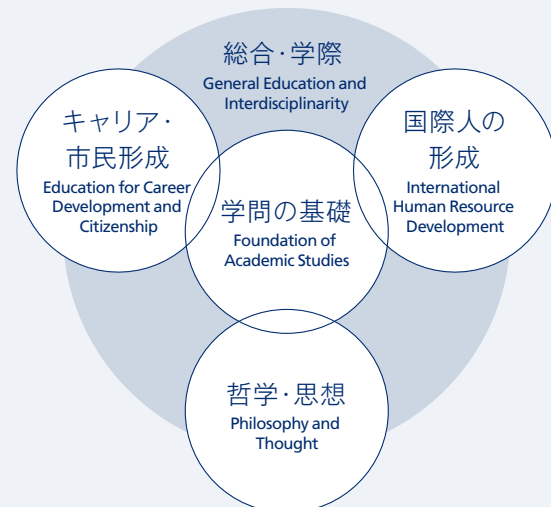 総合・学際
General Education and
Interdisciplinarity
キャリア・
市民形成
Education for Career
Development and
Citizenship
国際人の
形成
International
Human Resource
Development
学問の基礎
Foundation of
Academic Studies
哲学・思想
Philosophy and
Thought